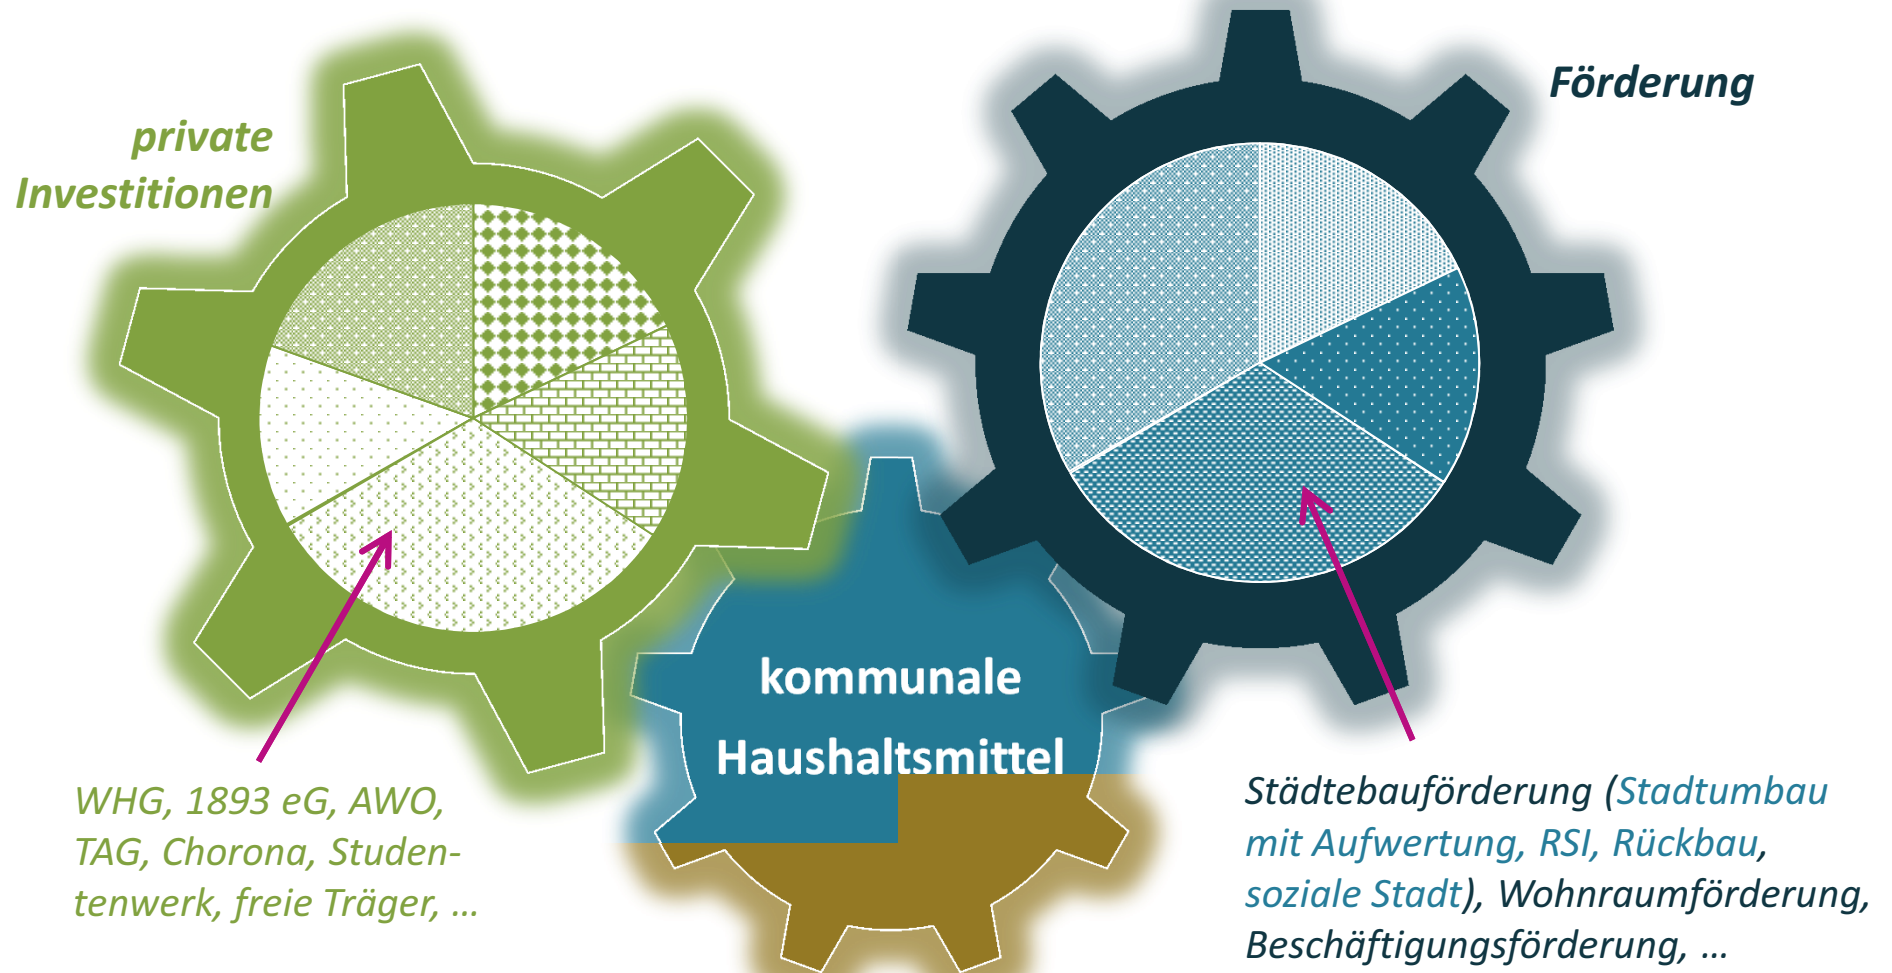 private
Investitionen
Förderung
kommunale
Haushaltsmittel
WHG, 1893 eG, AWO,
TAG, Chorona, Studen-
tenwerk, freie Träger, …
Städtebauförderung (Stadtumbau
mit Aufwertung, RSI, Rückbau,
soziale Stadt), Wohnraumförderung,
Beschäftigungsförderung, …